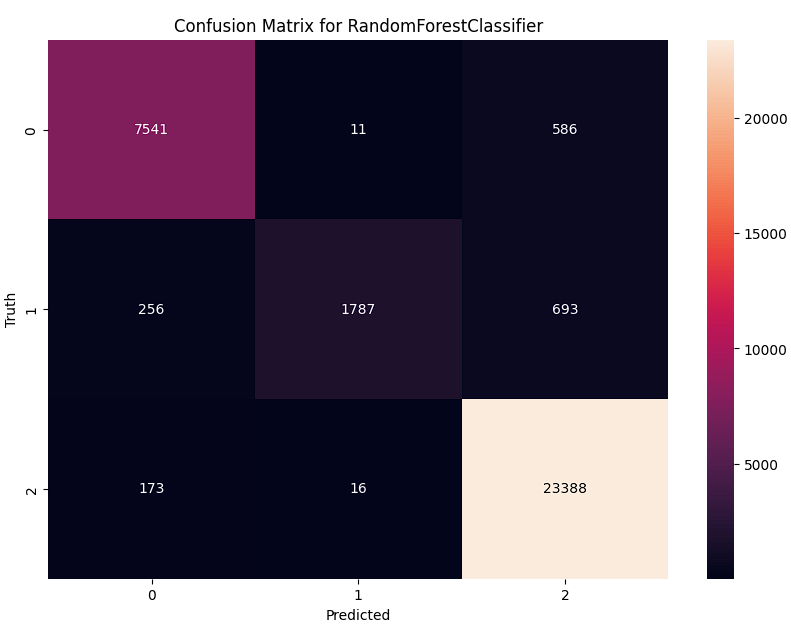 Confusion Matrix for RandomForestClassifier
Truth
0
7541 11 586
1
256 1787 693
2
173 16 23388
0 1 2
Predicted
20000
15000
10000
5000